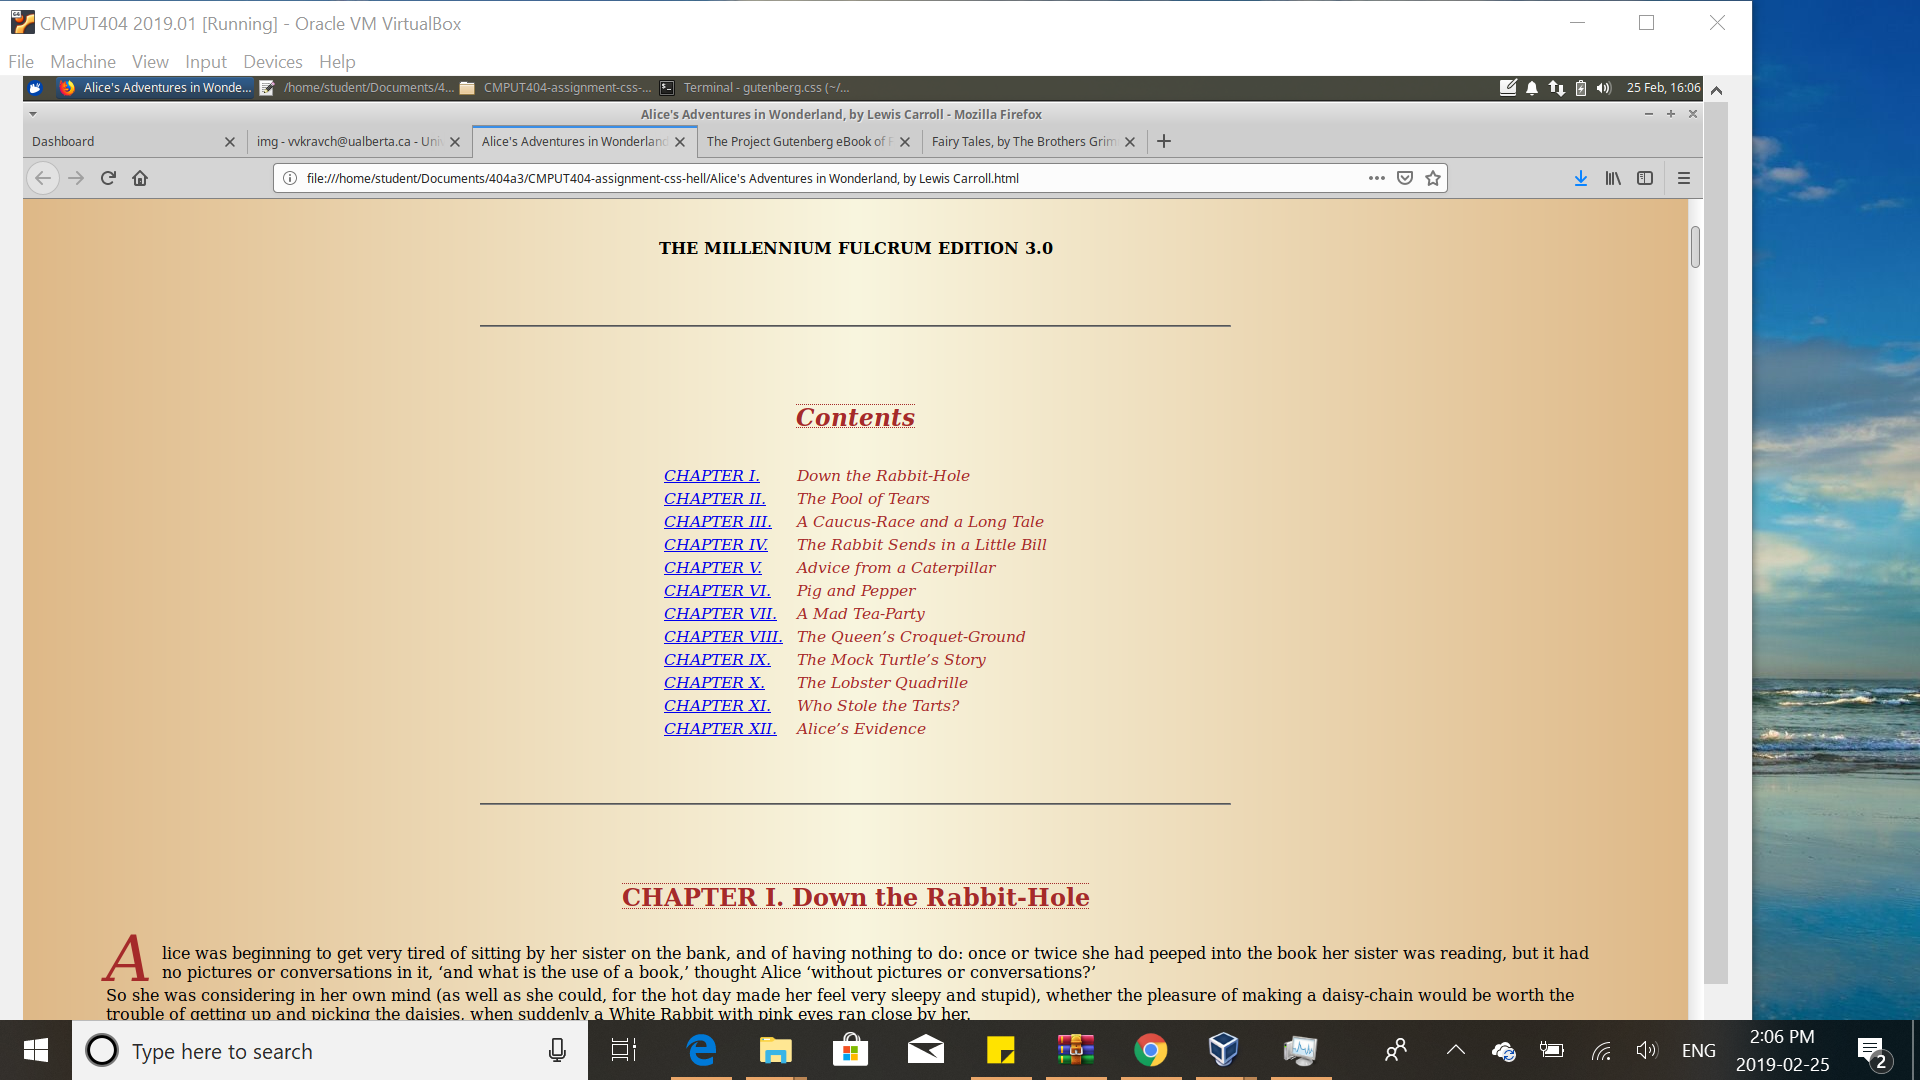 CMPUT404 2019.01 [Running] - Oracle VM VirtualBox
File Machine View Input Devices Help
Alice's Adventures in Wonde... /home/student/Documents/4... CMPUT404-assignment-css-... Terminal - gutenberg.css (~/... 25 Feb, 16:06
Alice's Adventures in Wonderland, by Lewis Carroll - Mozilla Firefox
Dashboard img - vvkravch@ualberta.ca - Uni Alice's Adventures in Wonderland The Project Gutenberg eBook of F Fairy Tales, by The Brothers Grim
file:///home/student/Documents/404a3/CMPUT404-assignment-css-hell/Alice's Adventures in Wonderland, by Lewis Carroll.html
THE MILLENNIUM FULCRUM EDITION 3.0
Contents
CHAPTER I. Down the Rabbit-Hole
CHAPTER II. The Pool of Tears
CHAPTER III. A Caucus-Race and a Long Tale
CHAPTER IV. The Rabbit Sends in a Little Bill
CHAPTER V. Advice from a Caterpillar
CHAPTER VI. Pig and Pepper
CHAPTER VII. A Mad Tea-Party
CHAPTER VIII. The Queen’s Croquet-Ground
CHAPTER IX. The Mock Turtle’s Story
CHAPTER X. The Lobster Quadrille
CHAPTER XI. Who Stole the Tarts?
CHAPTER XII. Alice’s Evidence
CHAPTER I. Down the Rabbit-Hole
Alice was beginning to get very tired of sitting by her sister on the bank, and of having nothing to do: once or twice she had peeped into the book her sister was reading, but it had
no pictures or conversations in it, ‘and what is the use of a book,’ thought Alice ‘without pictures or conversations?’
So she was considering in her own mind (as well as she could, for the hot day made her feel very sleepy and stupid), whether the pleasure of making a daisy-chain would be worth the
trouble of getting up and picking the daisies, when suddenly a White Rabbit with pink eyes ran close by her.
Type here to search
ENG
2:06 PM
2019-02-25
2